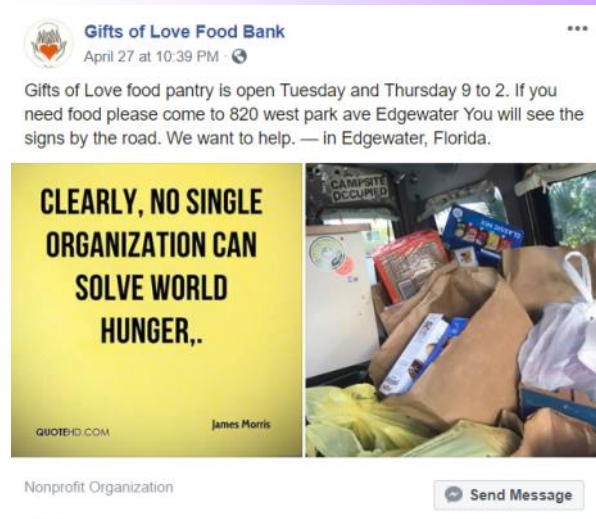 Gifts of Love Food Bank
April 27 at 10:39 PM ·
Gifts of Love food pantry is open Tuesday and Thursday 9 to 2. If you
need food please come to 820 west park ave Edgewater You will see the
signs by the road. We want to help. — in Edgewater, Florida.
CLEARLY, NO SINGLE
ORGANIZATION CAN
SOLVE WORLD
HUNGER,.
James Morris
QUOTEHD.COM
CAMPSITE
OCCUPIED
CLASSIC MIX
Nonprofit Organization
Send Message